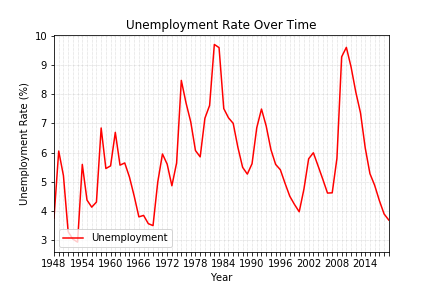 Unemployment Rate Over Time
10
9
8
7
6
5
4
3
Unemployment Rate (%)
Unemployment
1948 1954 1960 1966 1972 1978 1984 1990 1996 2002 2008 2014
Year